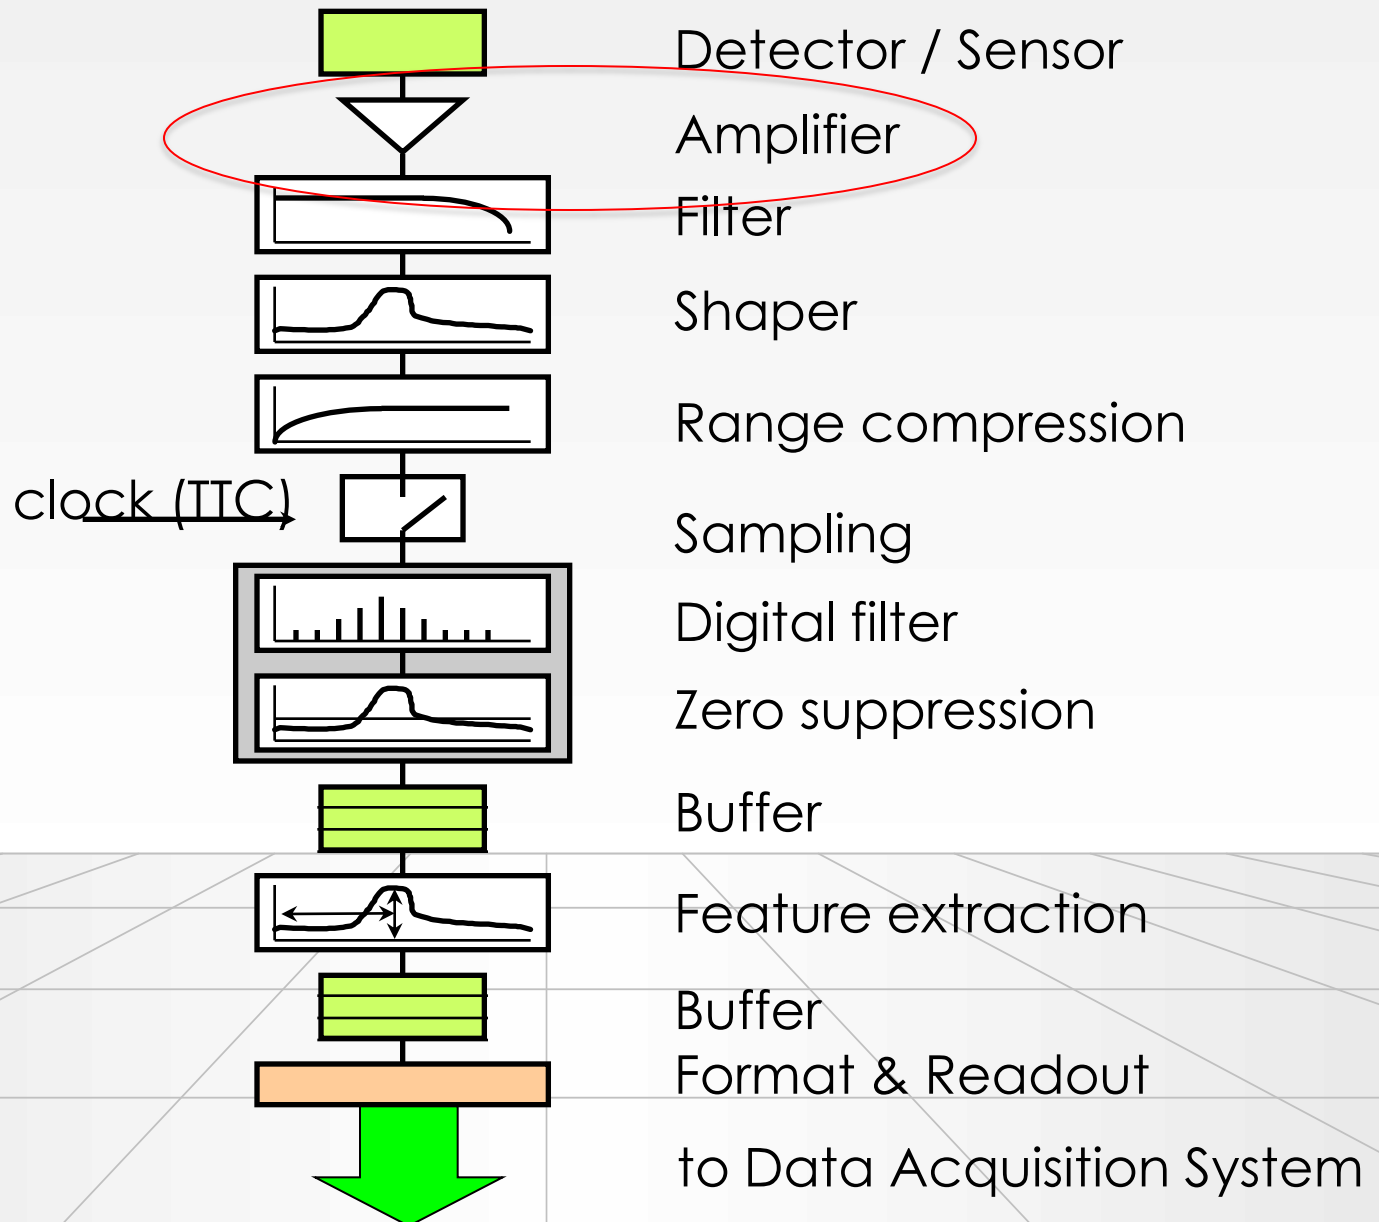 Detector / Sensor
Amplifier
Filter
Shaper
Range compression
clock (TTC)
Sampling
Digital filter
Zero suppression
Buffer
Feature extraction
Buffer
Format & Readout
to Data Acquisition System